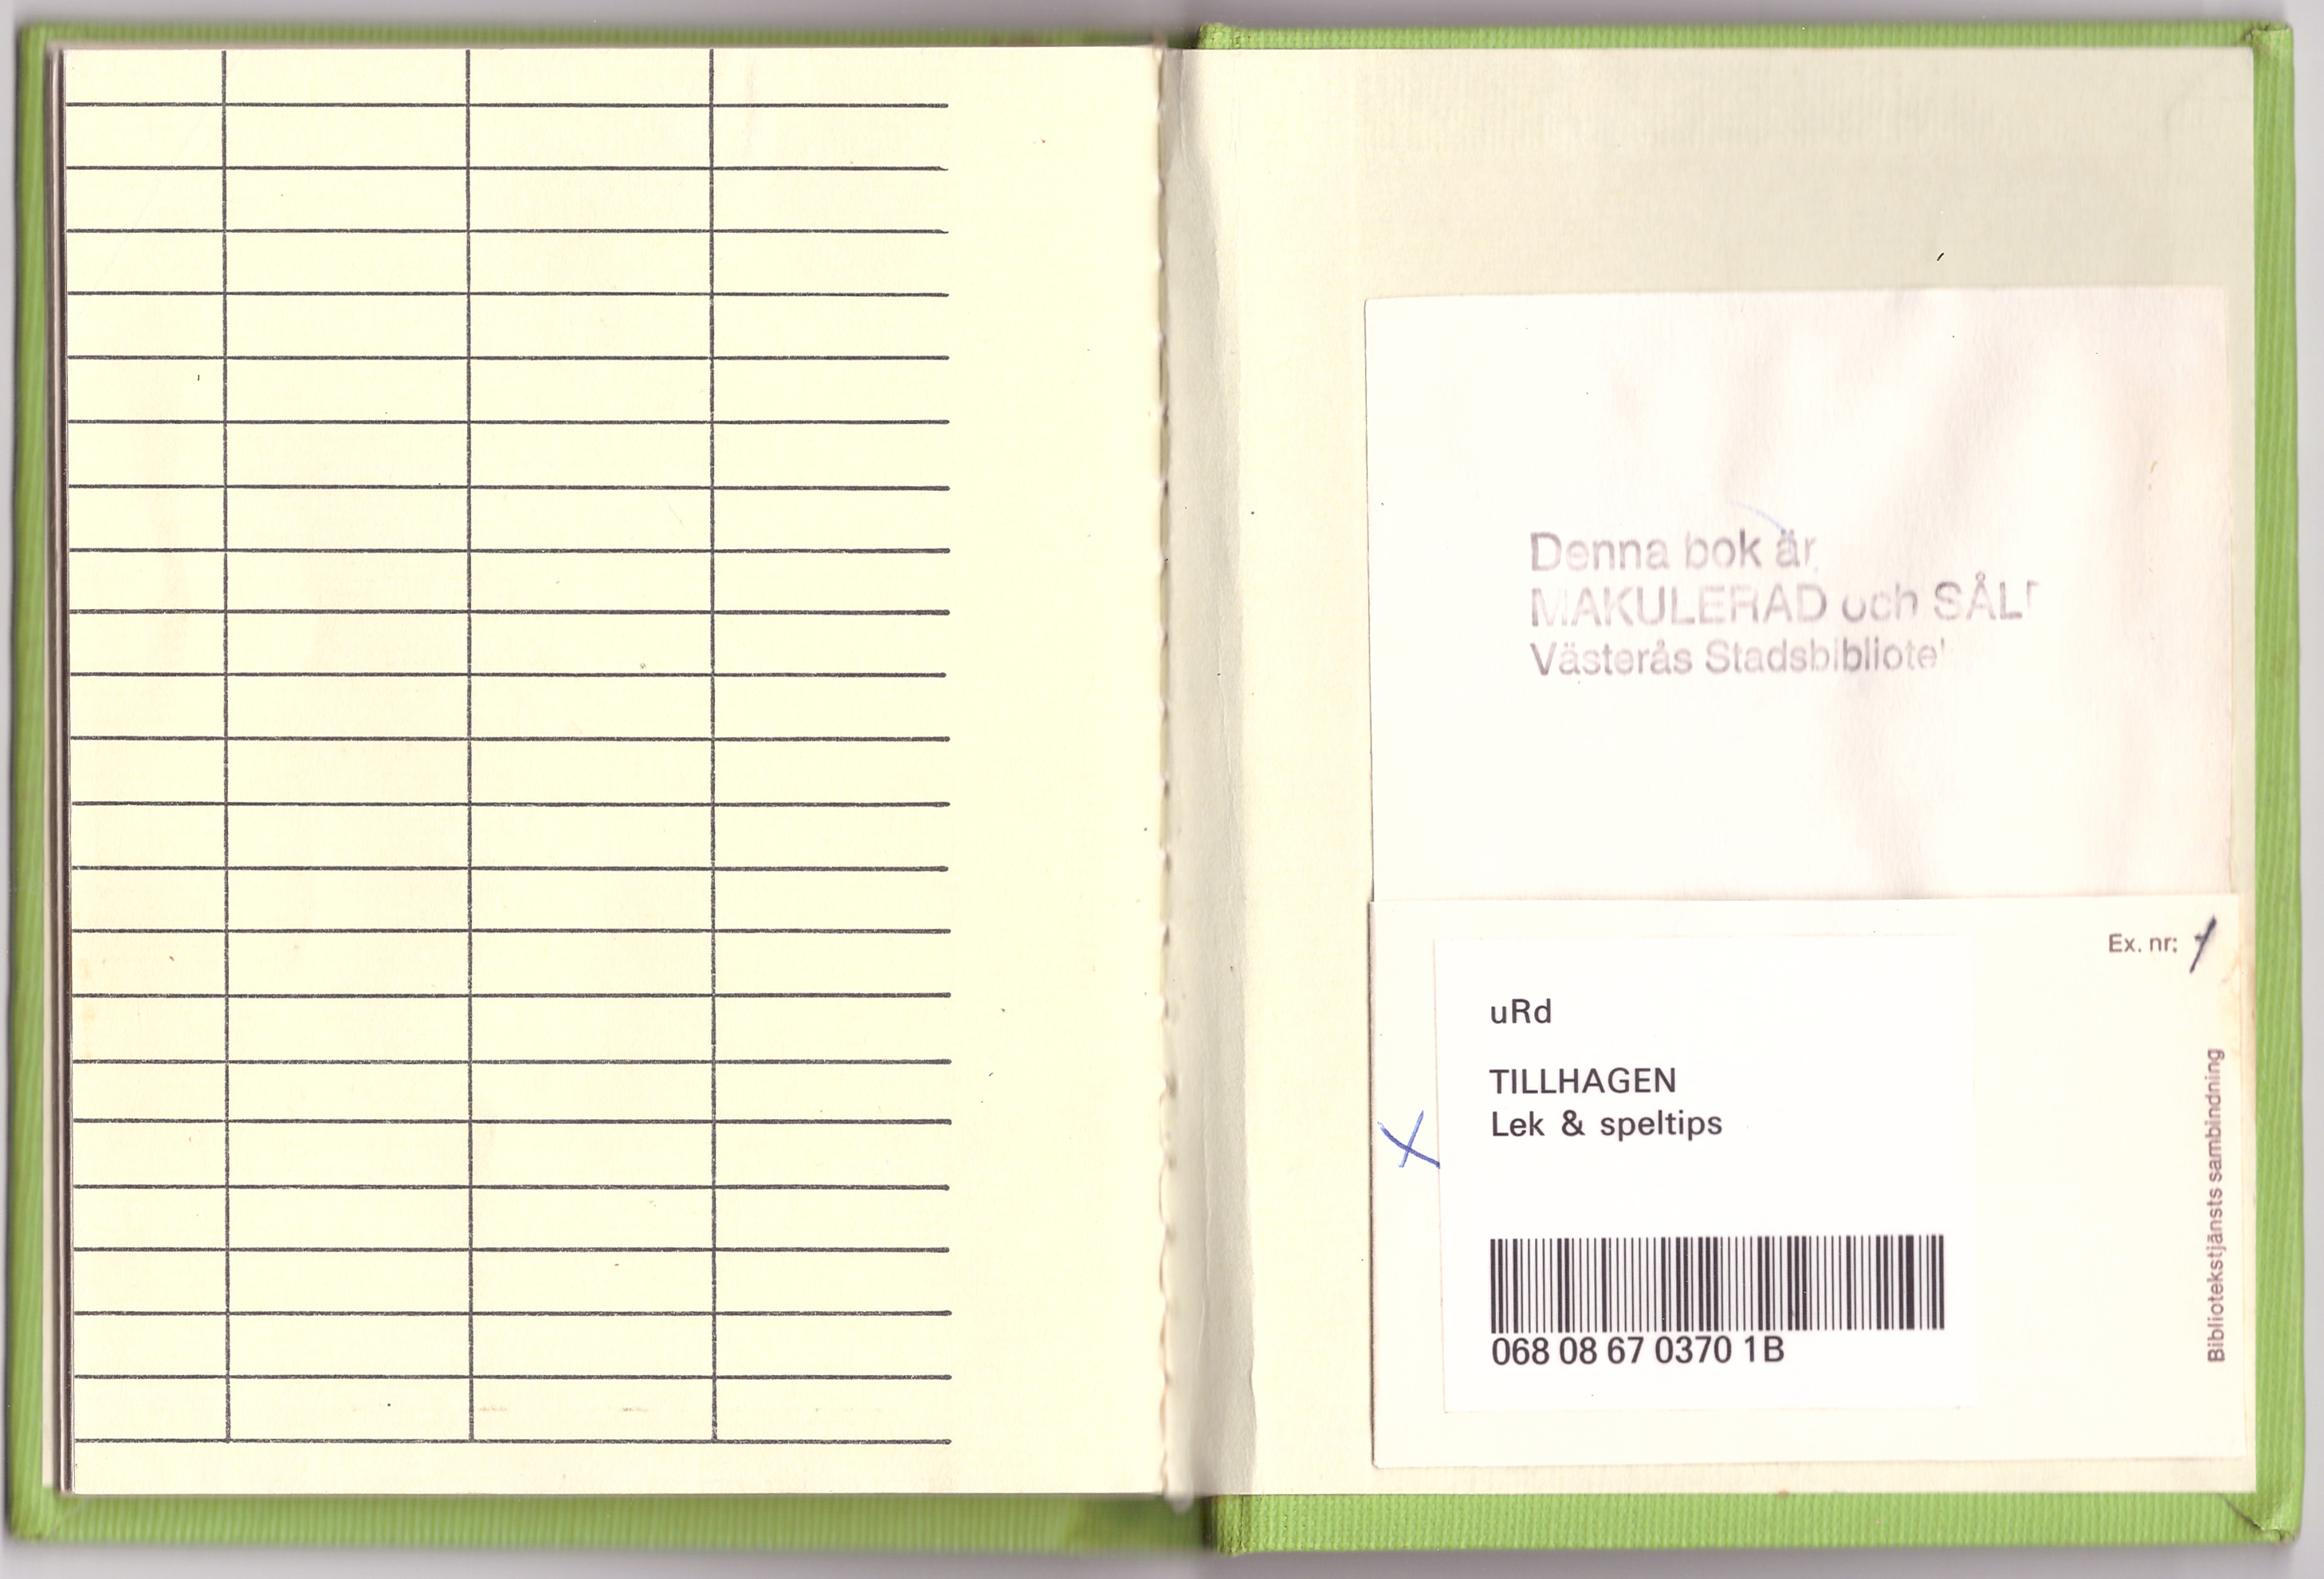 Denna bok är
MAKULERAD och SÅL
Västerås Stadsbibliote
Ex. nr: 1
uRd
TILLHAGEN
Lek & speltips
068 08 67 0370 1B
Bibliotekstjänsts sambindning